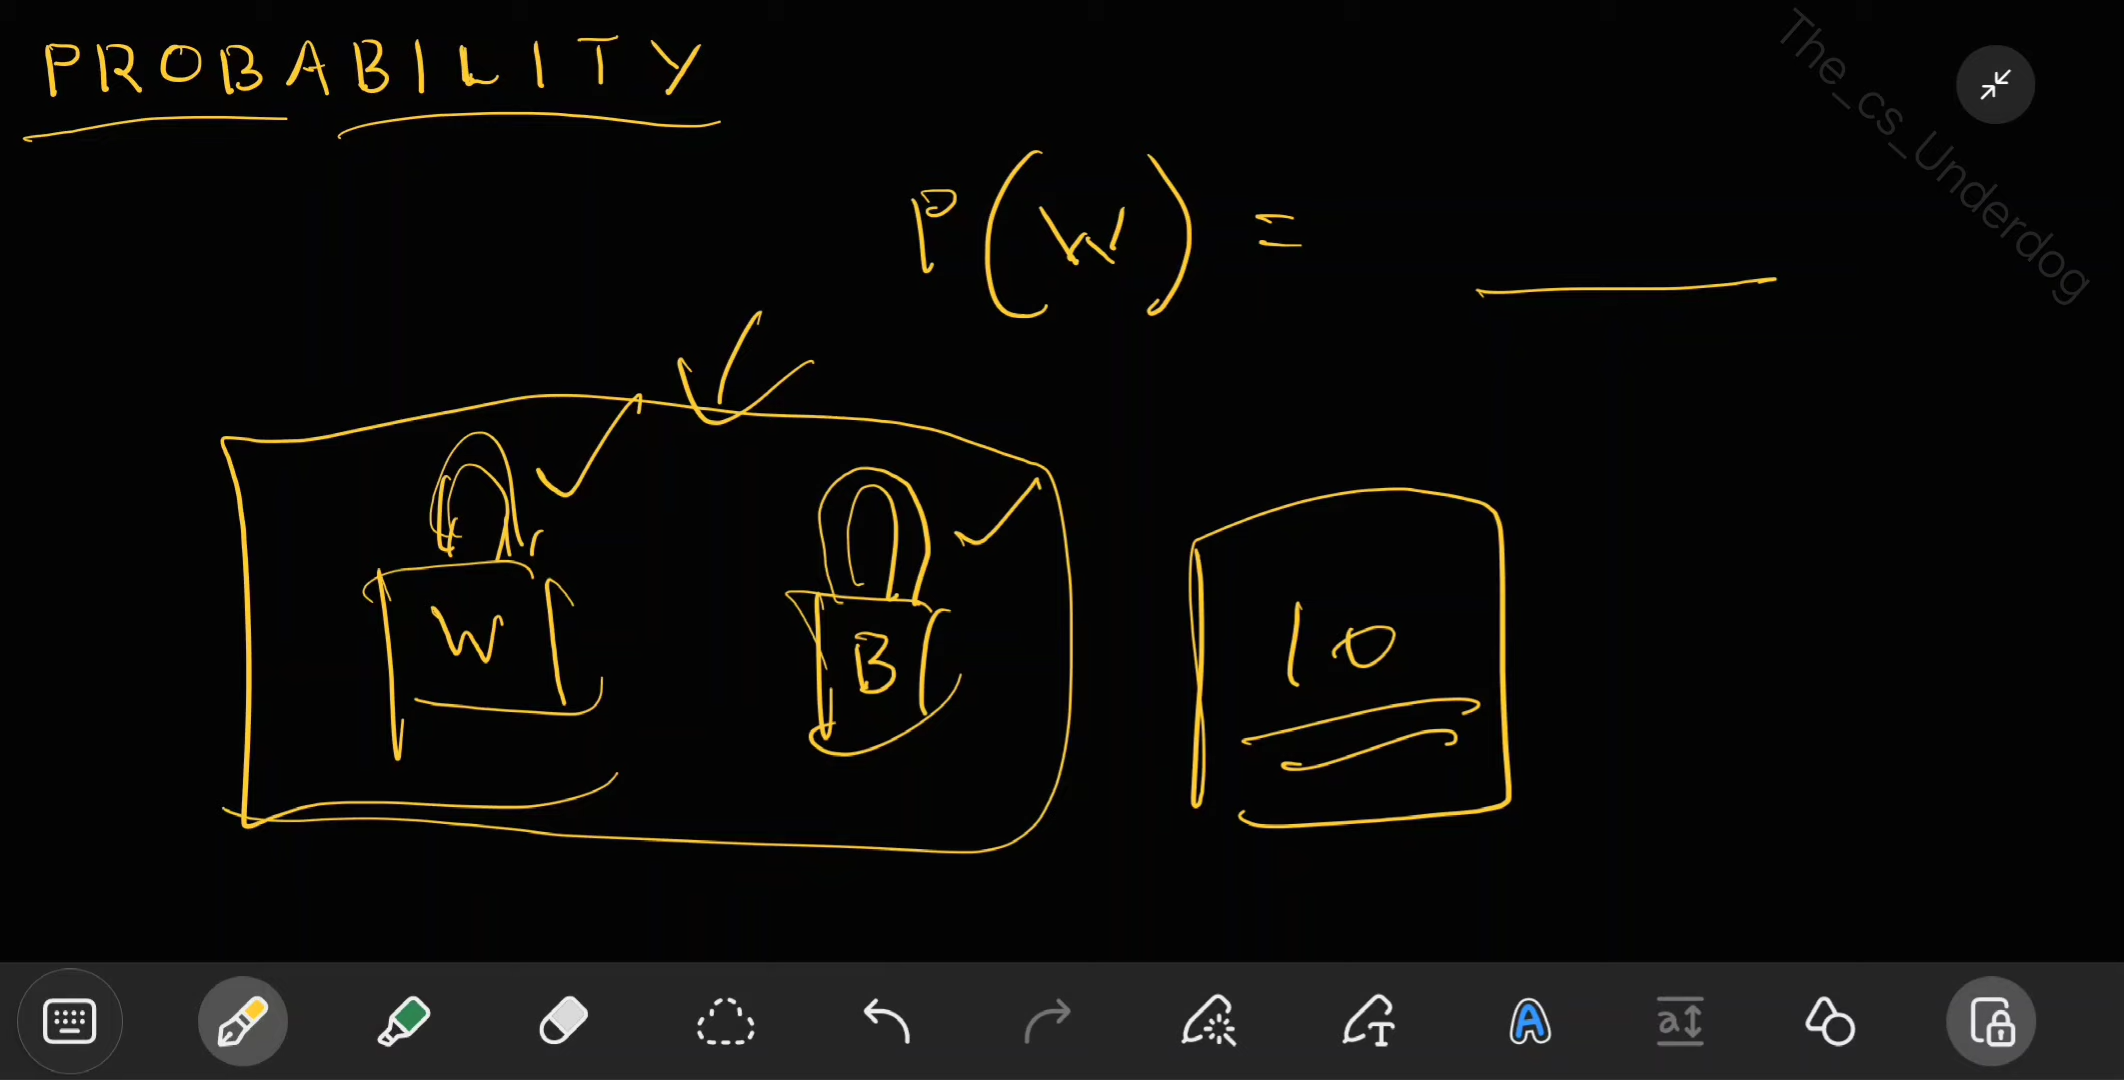 PROBABILITY
The_cs_Underdog
P(W) =
W
B
10